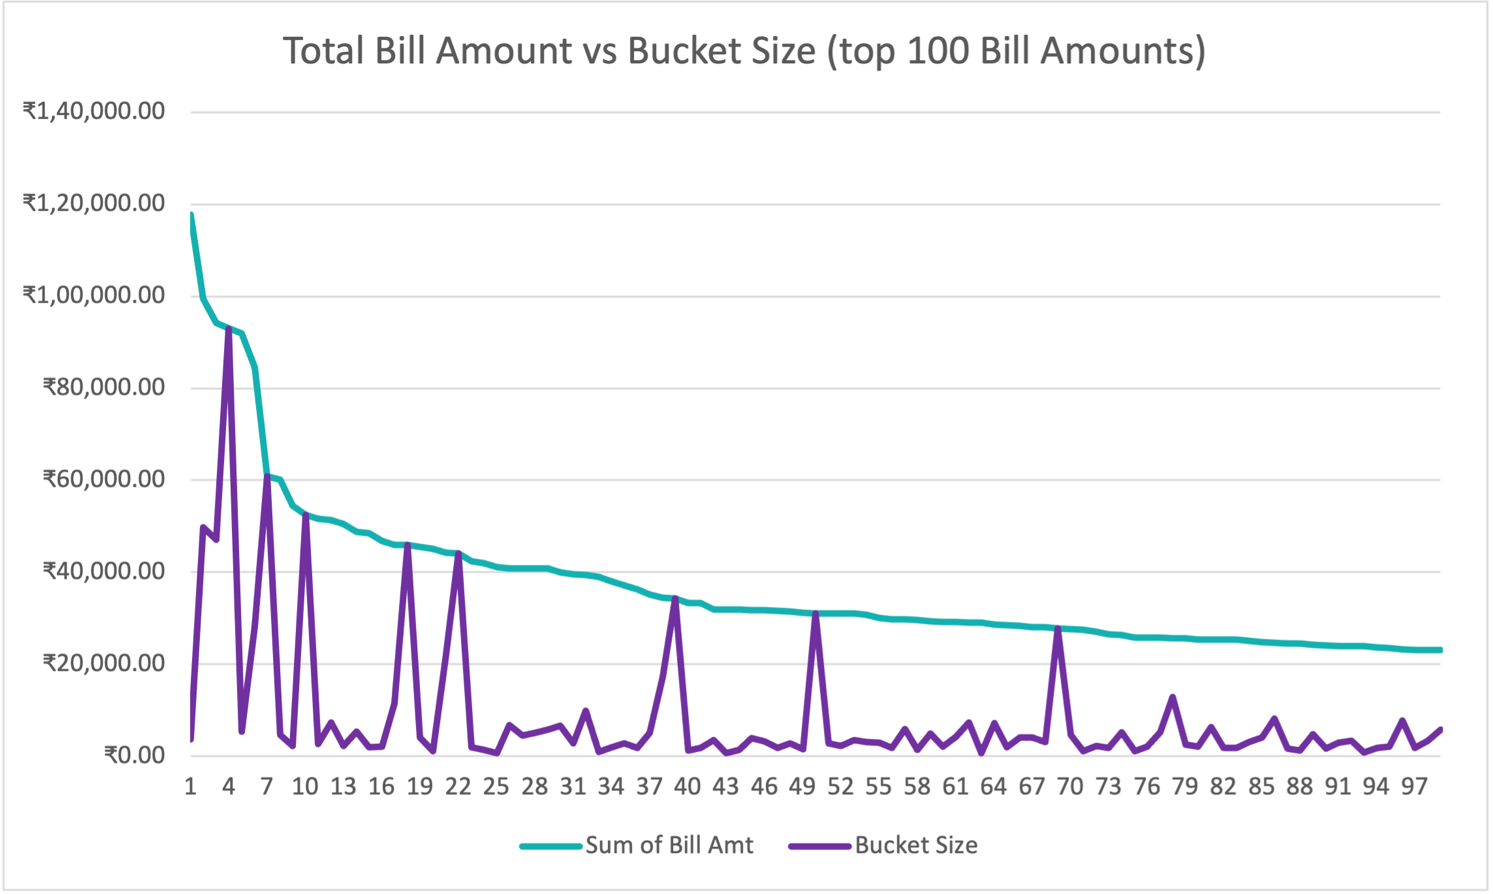 Total Bill Amount vs Bucket Size (top 100 Bill Amounts)
₹1,40,000.00
₹1,20,000.00
₹1,00,000.00
₹80,000.00
₹60,000.00
₹40,000.00
₹20,000.00
₹0.00
1 4 7 10 13 16 19 22 25 28 31 34 37 40 43 46 49 52 55 58 61 64 67 70 73 76 79 82 85 88 91 94 97
Sum of Bill Amt Bucket Size